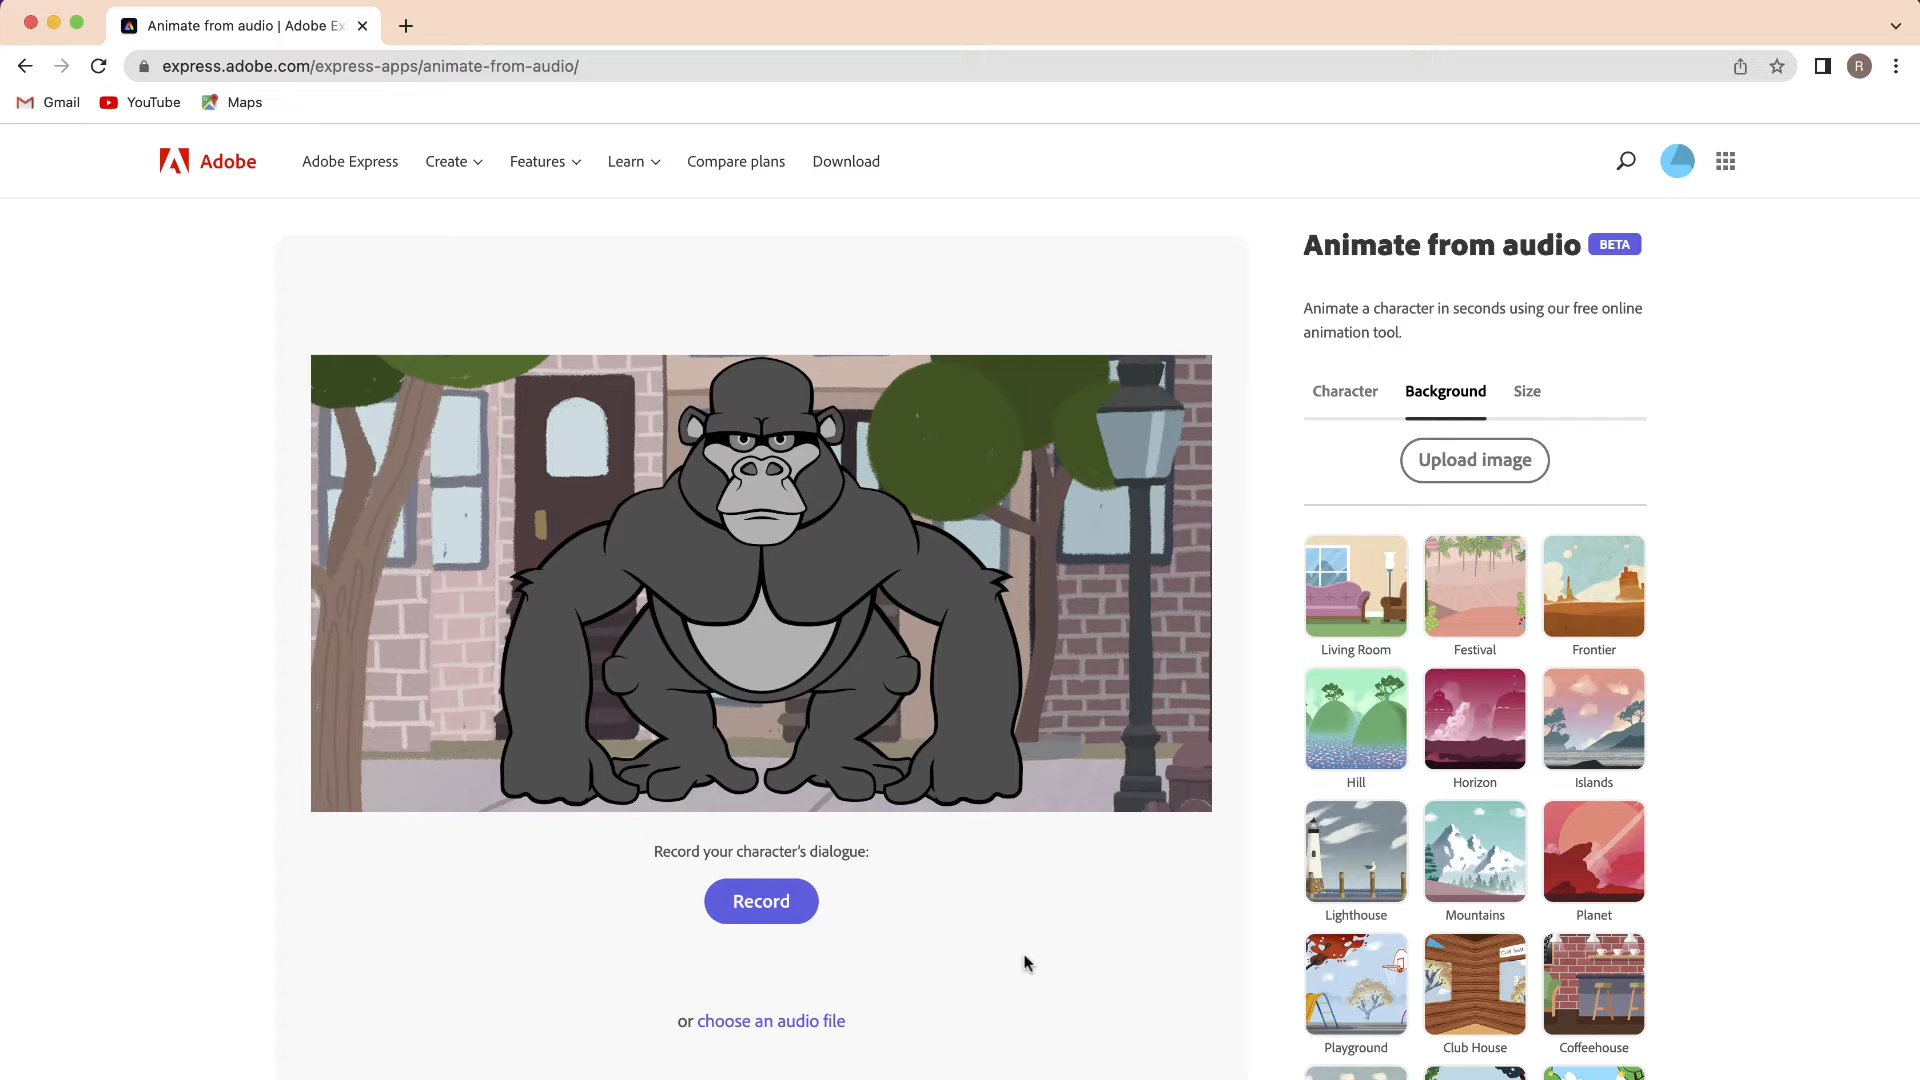 Animate from audio | Adobe Ex
express.adobe.com/express-apps/animate-from-audio/
R
Gmail
YouTube
Maps
Adobe
Adobe Express
Create
Features
Learn
Compare plans
Download
Animate from audio BETA
Animate a character in seconds using our free online
animation tool.
Character
Background
Size
Upload image
Living Room
Festival
Frontier
Hill
Horizon
Islands
Lighthouse
Mountains
Planet
Playground
Club House
Coffeehouse
Record your character's dialogue:
Record
or choose an audio file